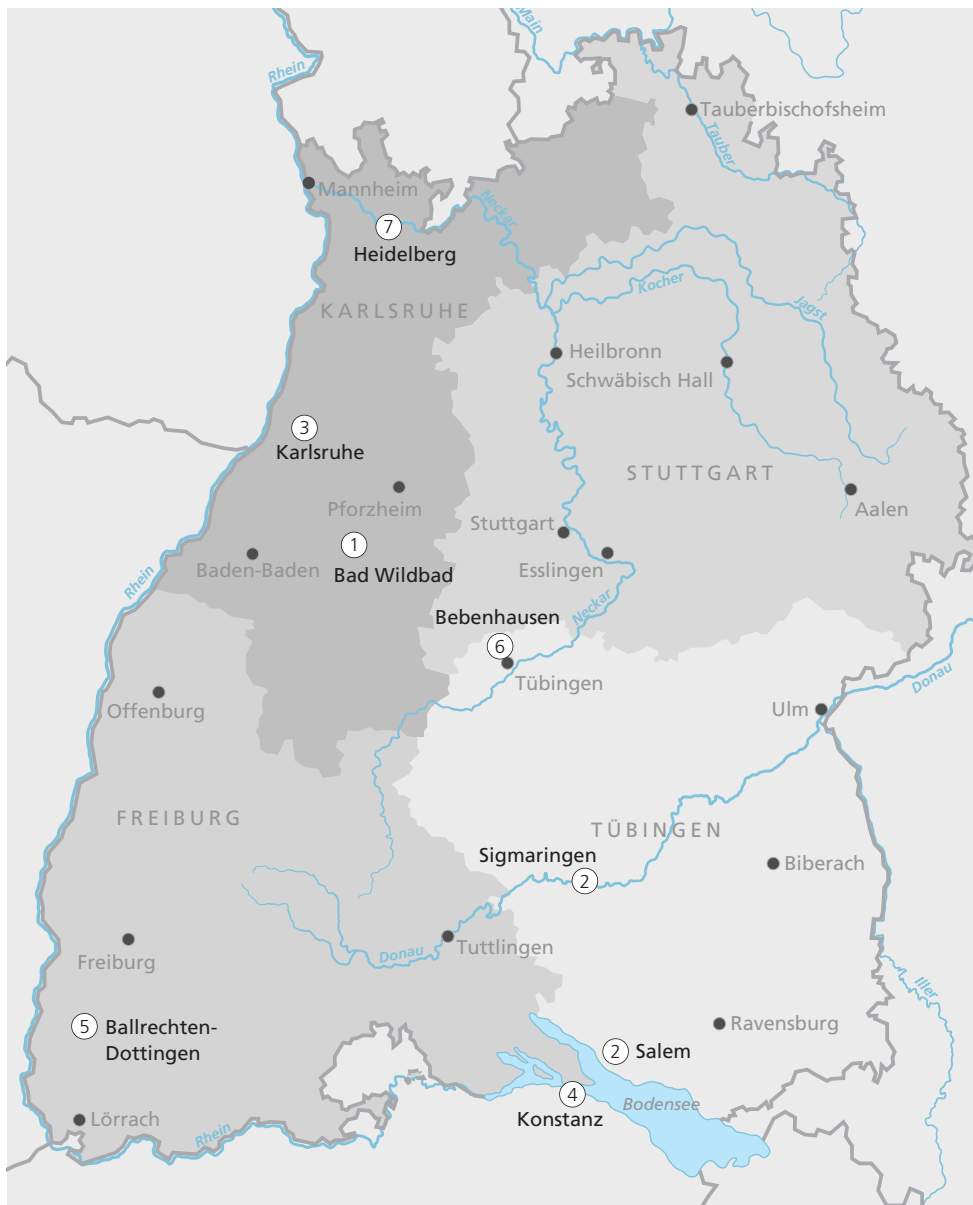 Main
Rhein
Tauberbischofsheim
Tauber
Mannheim
Neckar
7
Heidelberg
Kocher
Jagst
KARLSRUHE
Heilbronn
Schwäbisch Hall
3
Karlsruhe
STUTTGART
Pforzheim
Stuttgart
Aalen
1
Baden-Baden
Bad Wildbad
Esslingen
Rhein
Neckar
Bebenhausen
6
Tübingen
Donau
Offenburg
Ulm
FREIBURG
TÜBINGEN
Sigmaringen
2
Biberach
Freiburg
Donau
Tuttlingen
Iller
5
Ballrechten-
Dottingen
Ravensburg
2
Salem
4
Konstanz
Bodensee
Lörrach
Rhein